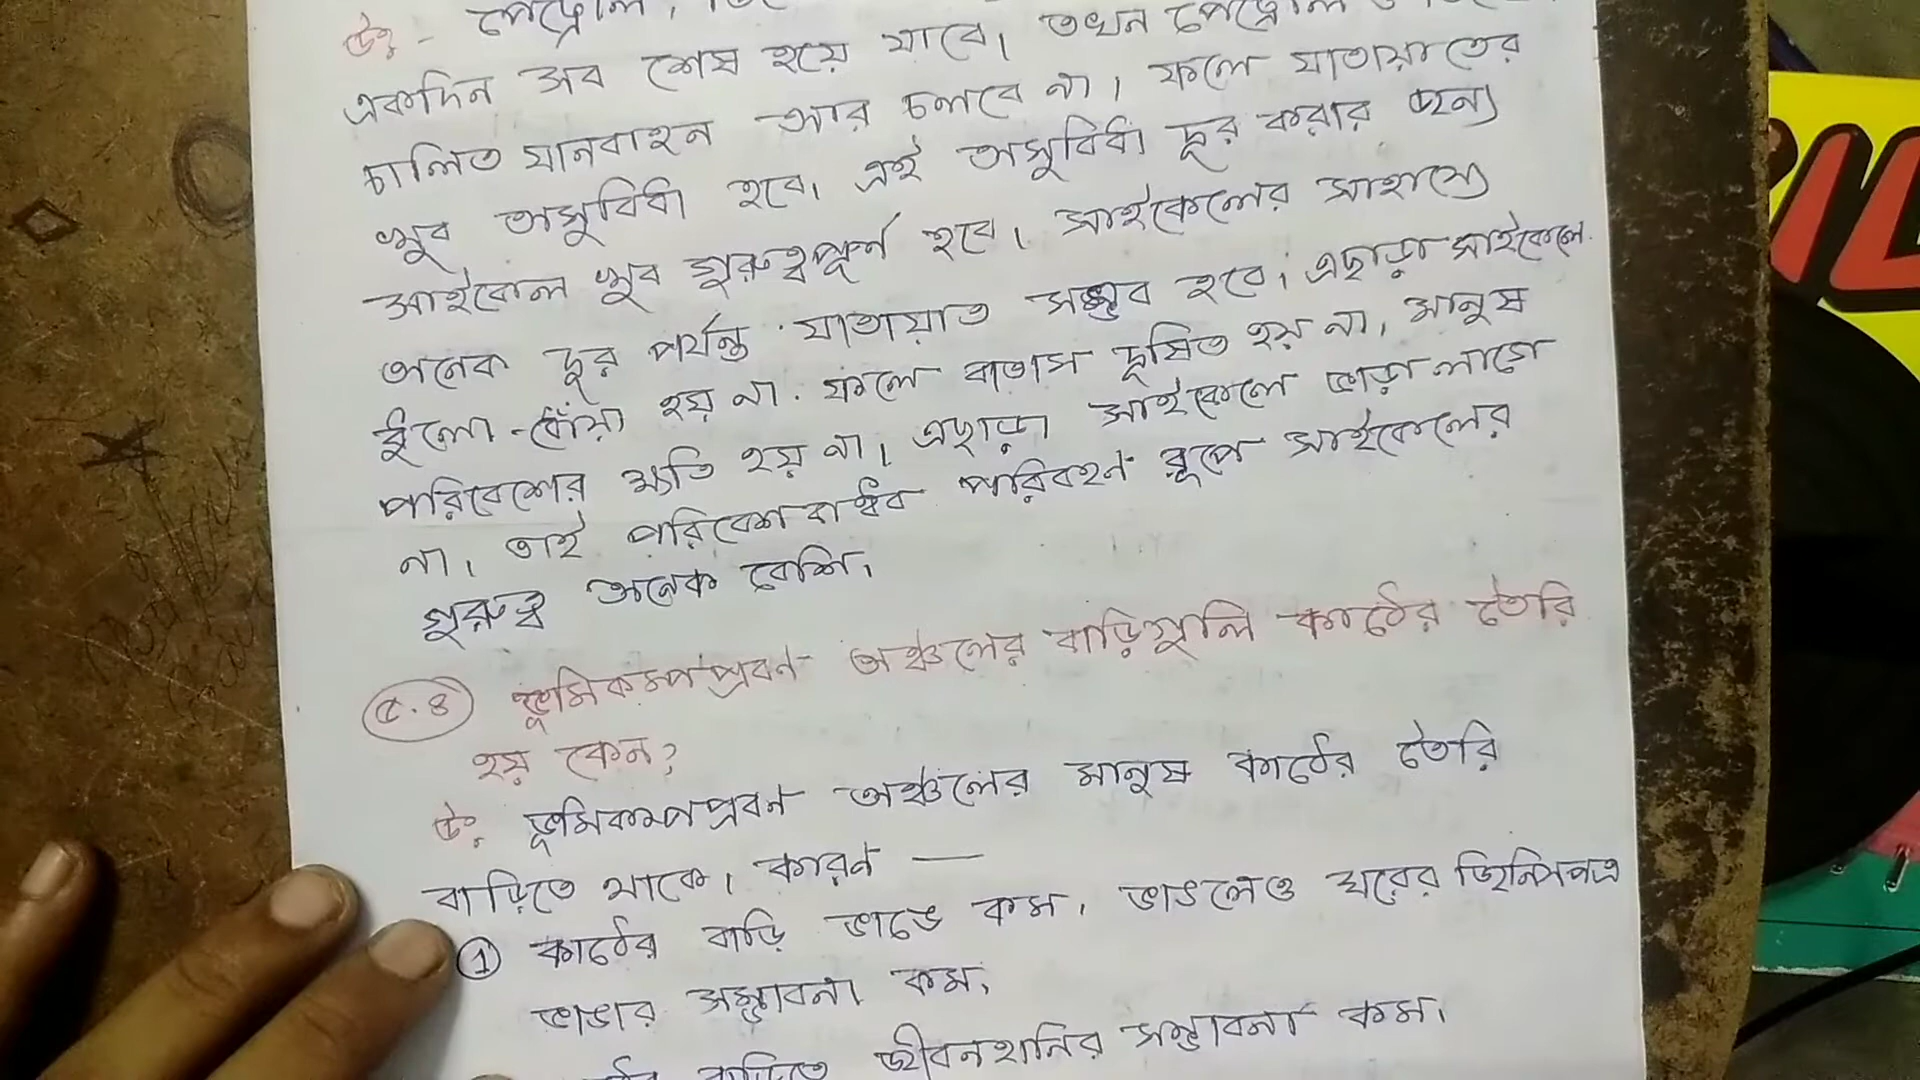 উঃ - পেট্রোল,
একদিন সব শেষ হয়ে যাবে। তখন পেট্রোল ও
চালিত যানবাহন আর চলবে না। ফলে যাতায়াতের
খুব অসুবিধা হবে। এই অসুবিধা দূর করার জন্য
সাইকেল খুব গুরুত্বপূর্ণ হবে। সাইকেলের সাহায্যে
অনেক দূর পর্যন্ত যাতায়াত সম্ভব হবে। এছাড়া সাইকেলে
ধুলো-ধোঁয়া হয় না। ফলে বাতাস দূষিত হয় না, মানুষ
পরিবেশের ক্ষতি হয় না। এছাড়া সাইকেলে ভাড়া লাগে
না। তাই পরিবেশবান্ধব পরিবহন রূপে সাইকেলের
গুরুত্ব অনেক বেশি।
৫.৪ ভূমিকম্পপ্রবণ অঞ্চলের বাড়িগুলি কাঠের তৈরি
হয় কেন?
উঃ ভূমিকম্পপ্রবণ অঞ্চলের মানুষ কাঠের তৈরি
বাড়িতে থাকে। কারণ —
① কাঠের বাড়ি ভাঙে কম। ভাঙলেও ঘরের জিনিসপত্র
ভাঙার সম্ভাবনা কম।
বাড়িতে জীবনহানির সম্ভাবনা কম।